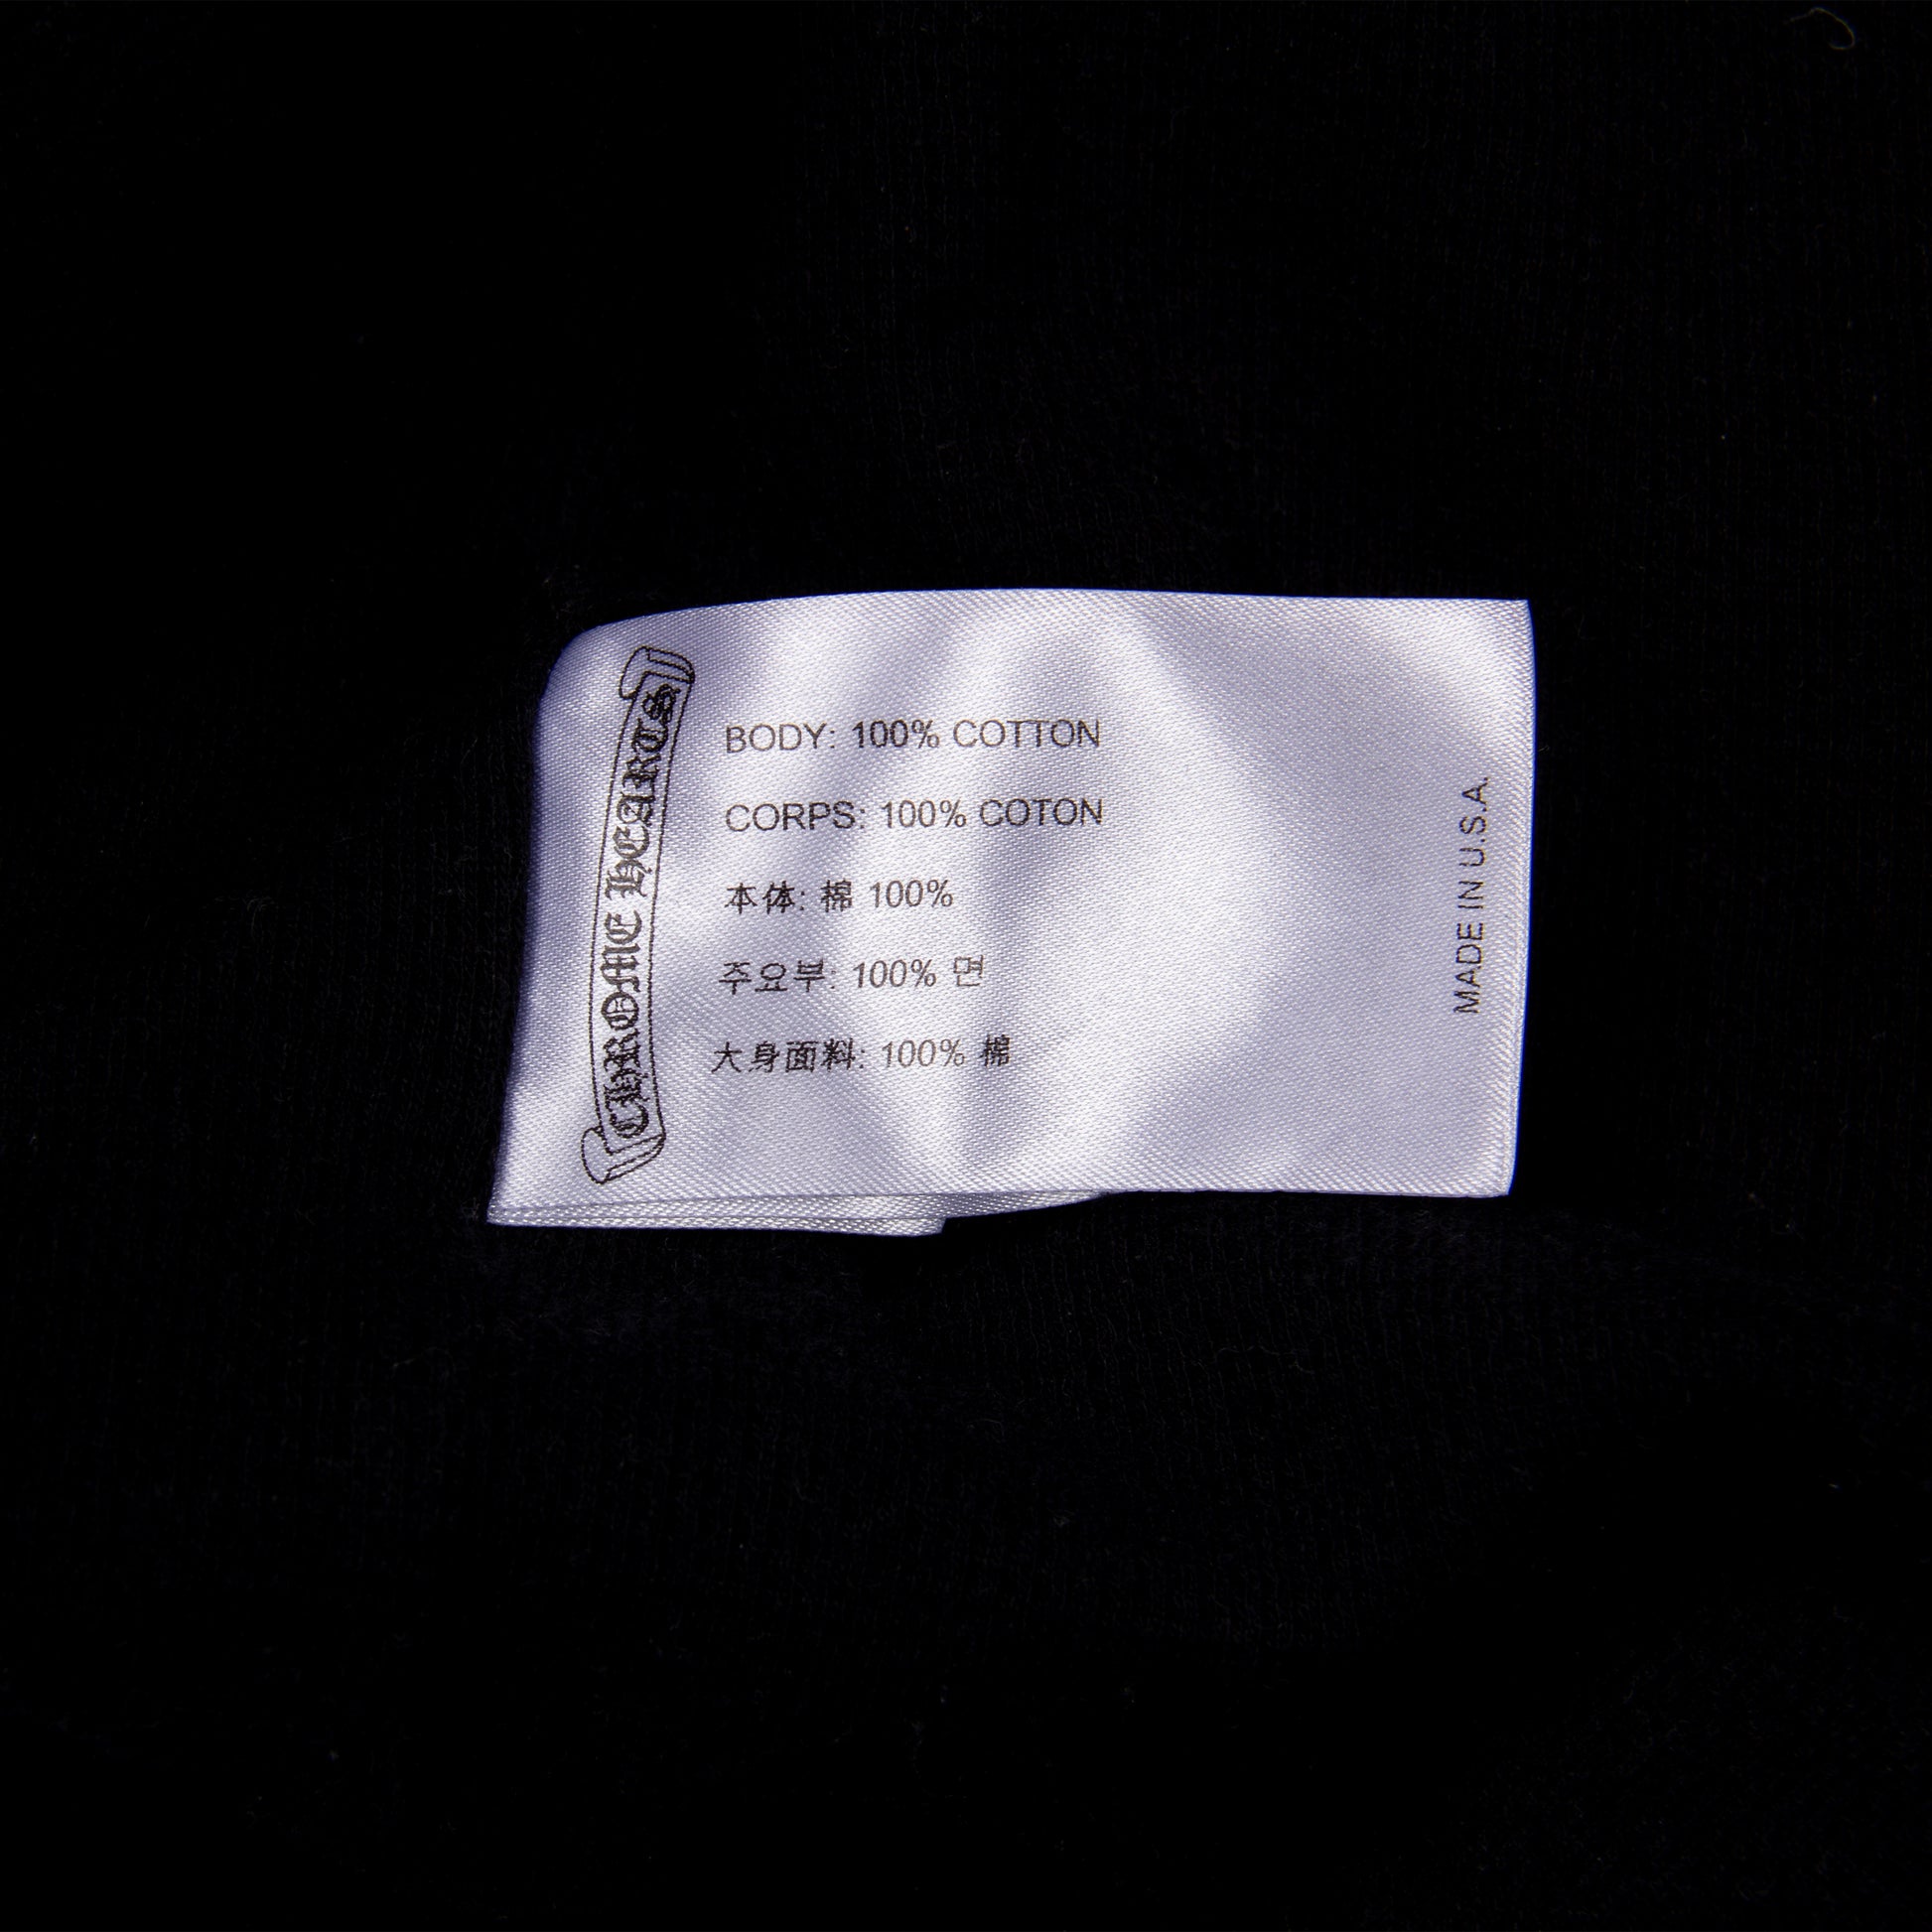 CHROME HEARTS
BODY: 100% COTTON
CORPS: 100% COTON
本体: 棉 100%
주요부: 100% 면
大身面料: 100% 棉
MADE IN U.S.A.